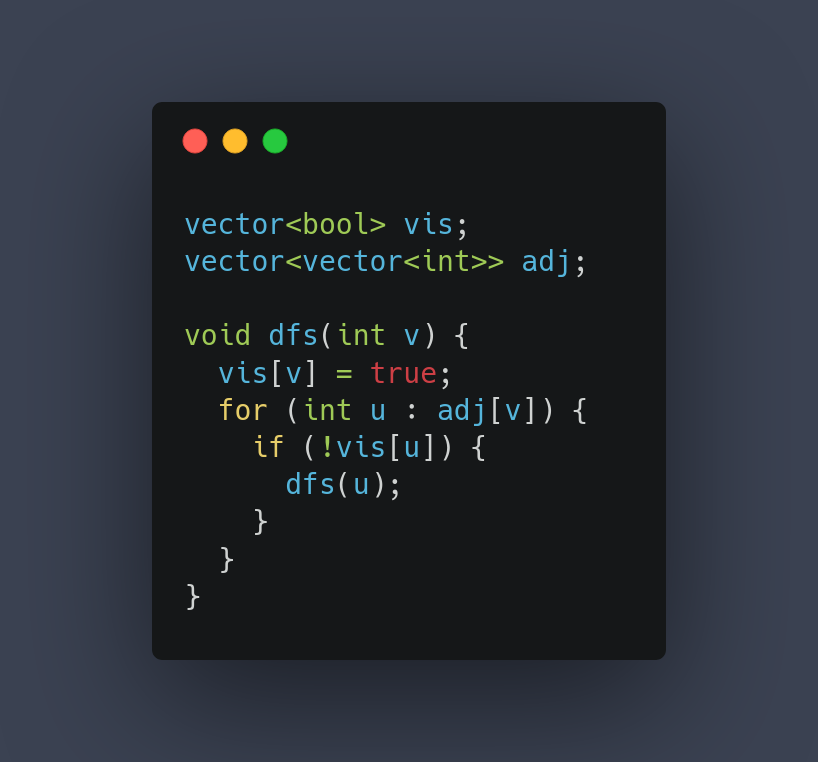 vector<bool> vis;
vector<vector<int>> adj;

void dfs(int v) {
  vis[v] = true;
  for (int u : adj[v]) {
    if (!vis[u]) {
      dfs(u);
    }
  }
}